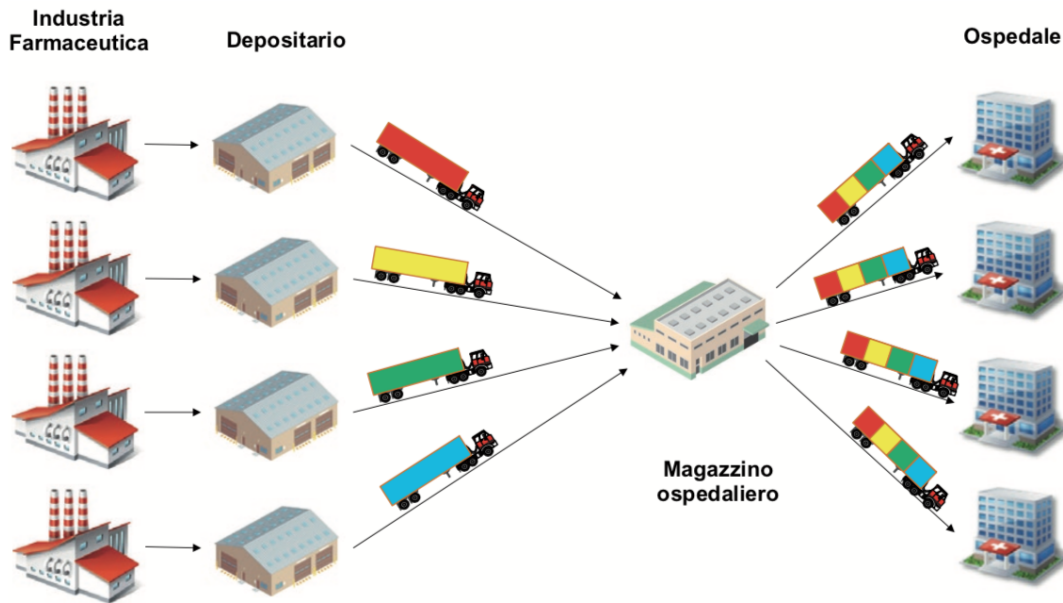 Industria
Farmaceutica
Depositario
Ospedale
Magazzino
ospedaliero